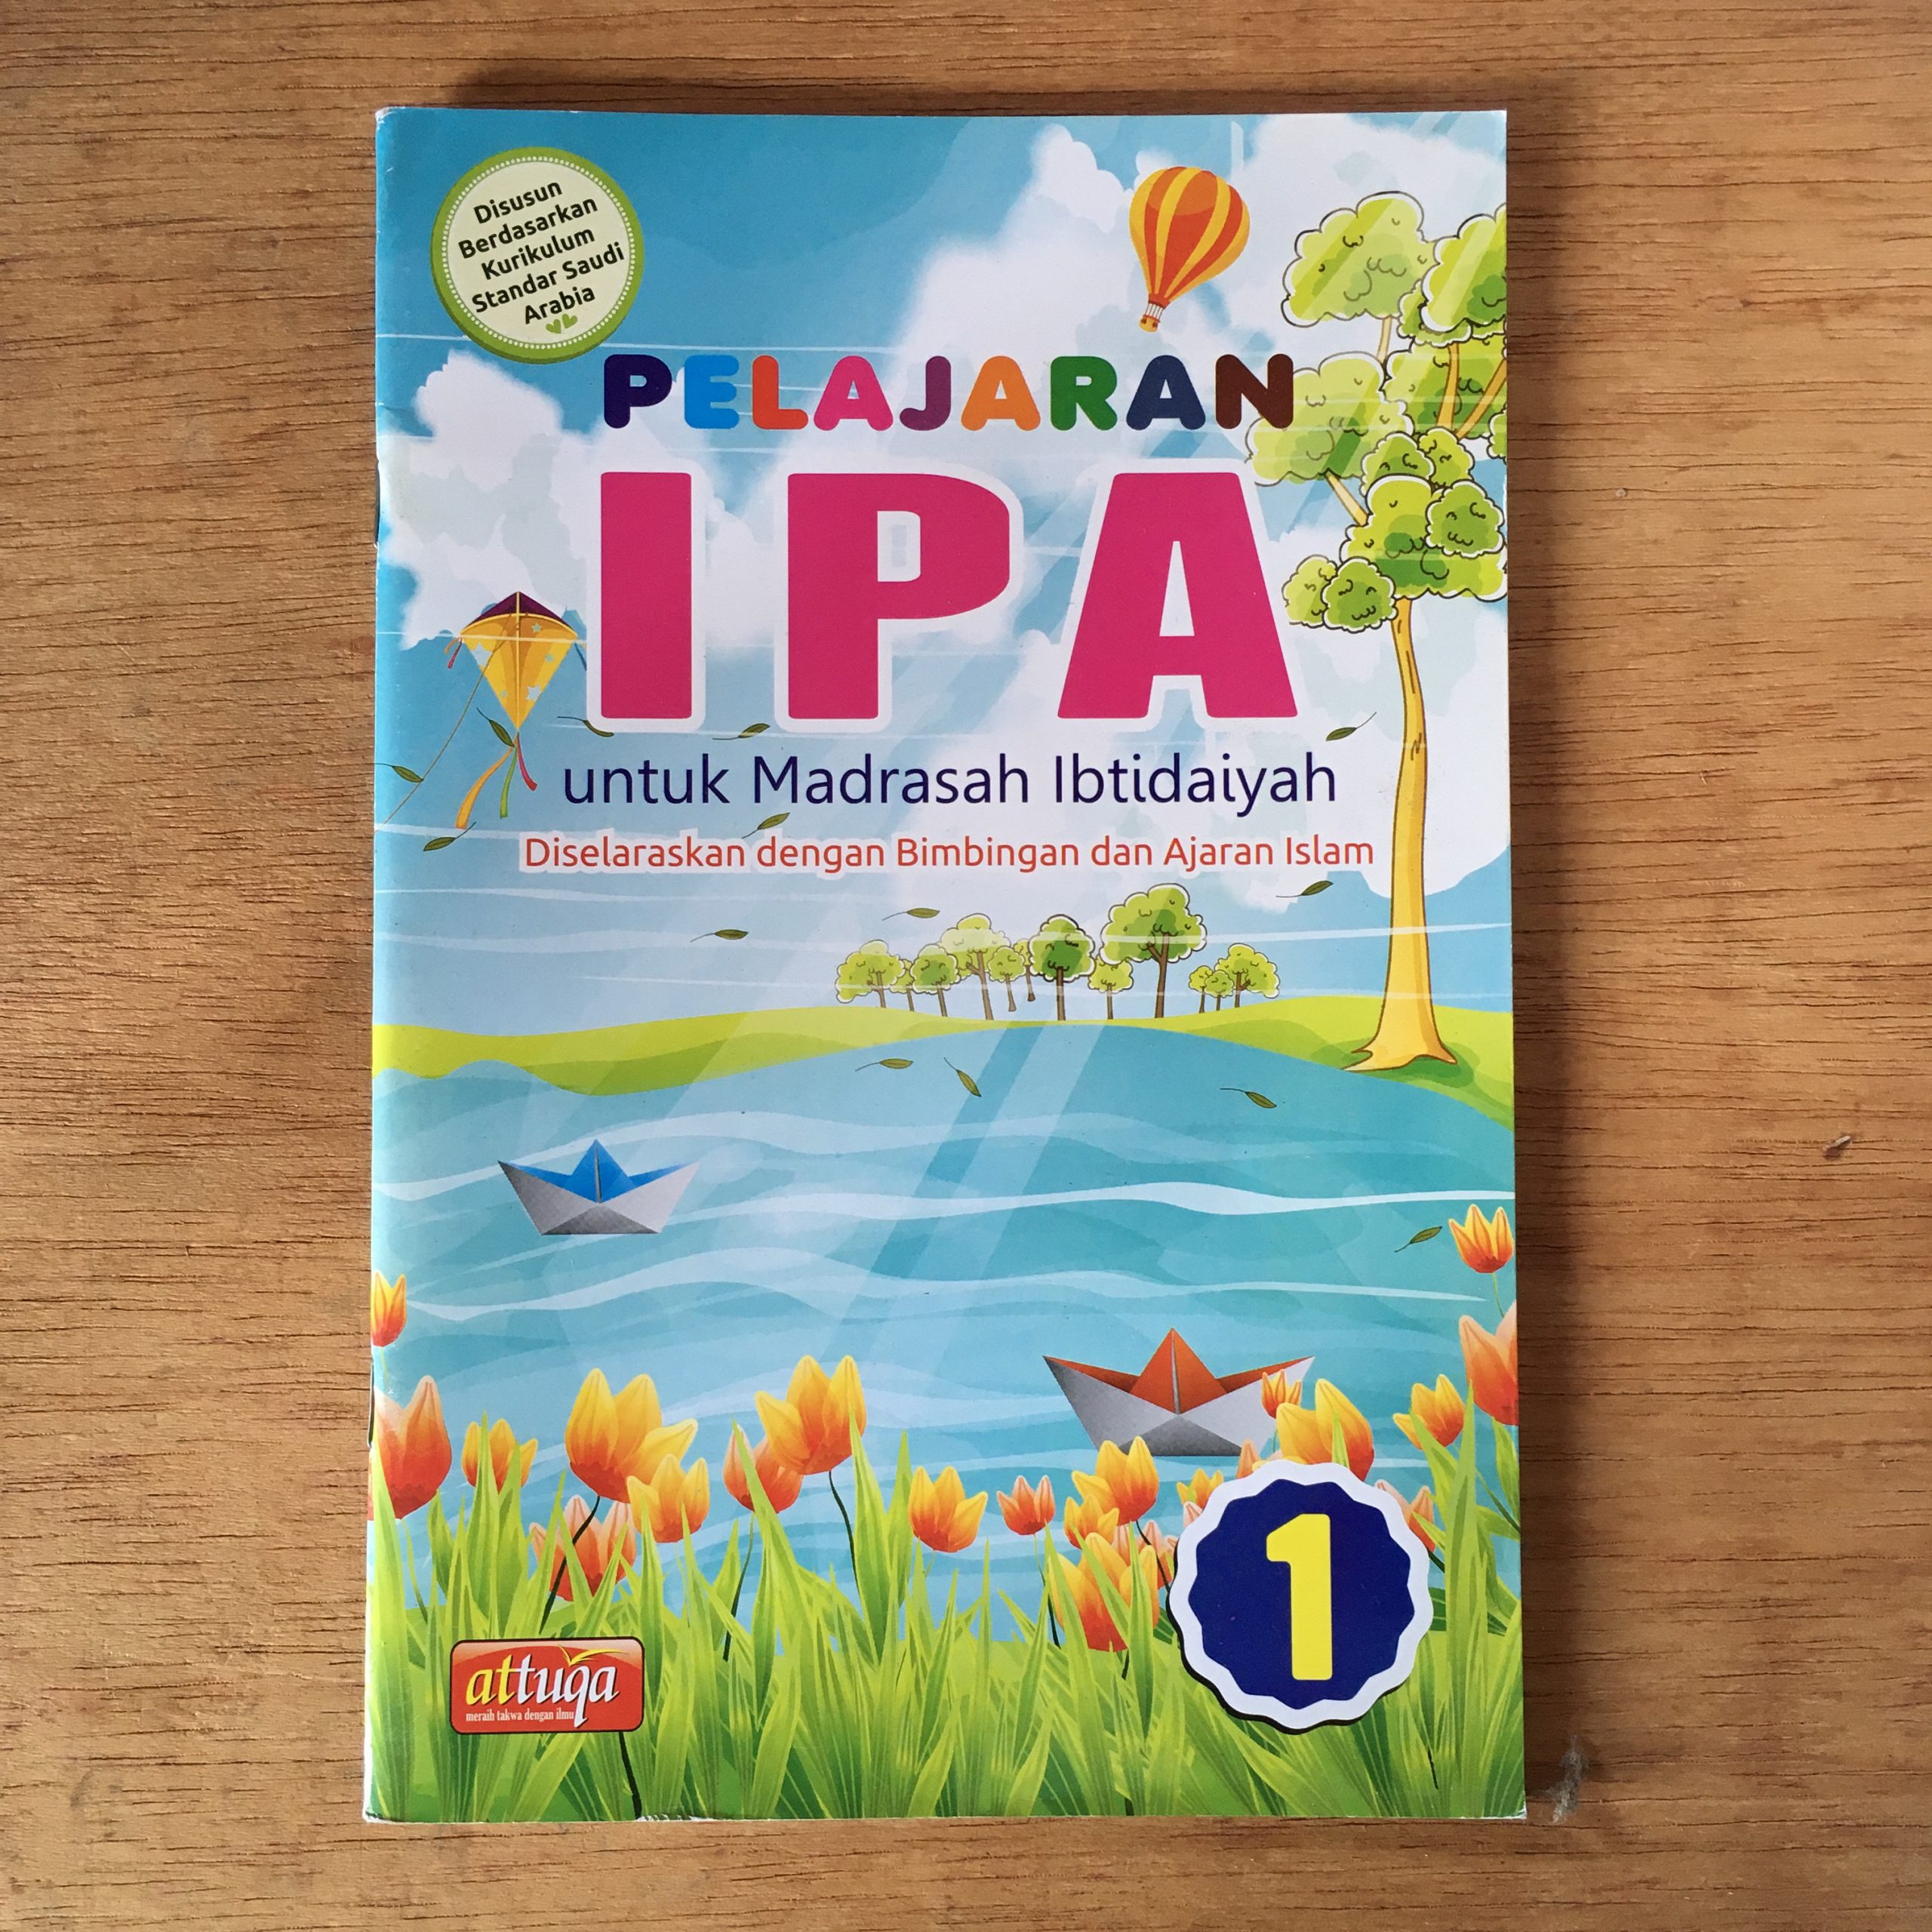 Disusun
Berdasarkan
Kurikulum
Standar Saudi
Arabia
PELAJARAN
IPA
untuk Madrasah Ibtidaiyah
Diselaraskan dengan Bimbingan dan Ajaran Islam
1
attuqa
meraih takwa dengan ilmu